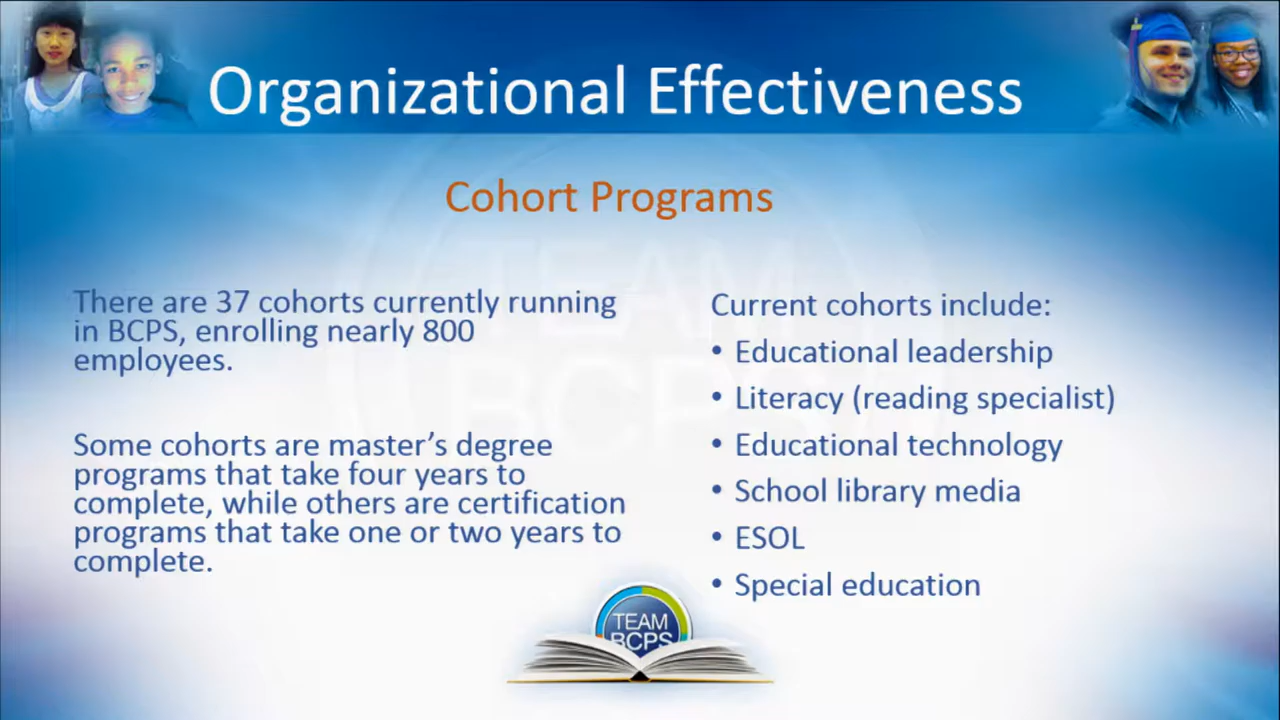 Organizational Effectiveness
Cohort Programs
There are 37 cohorts currently running
in BCPS, enrolling nearly 800
employees.
Some cohorts are master's degree
programs that take four years to
complete, while others are certification
programs that take one or two years to
complete.
Current cohorts include:
• Educational leadership
• Literacy (reading specialist)
• Educational technology
• School library media
• ESOL
• Special education
TEAM
BCPS
TEAM
BCPS